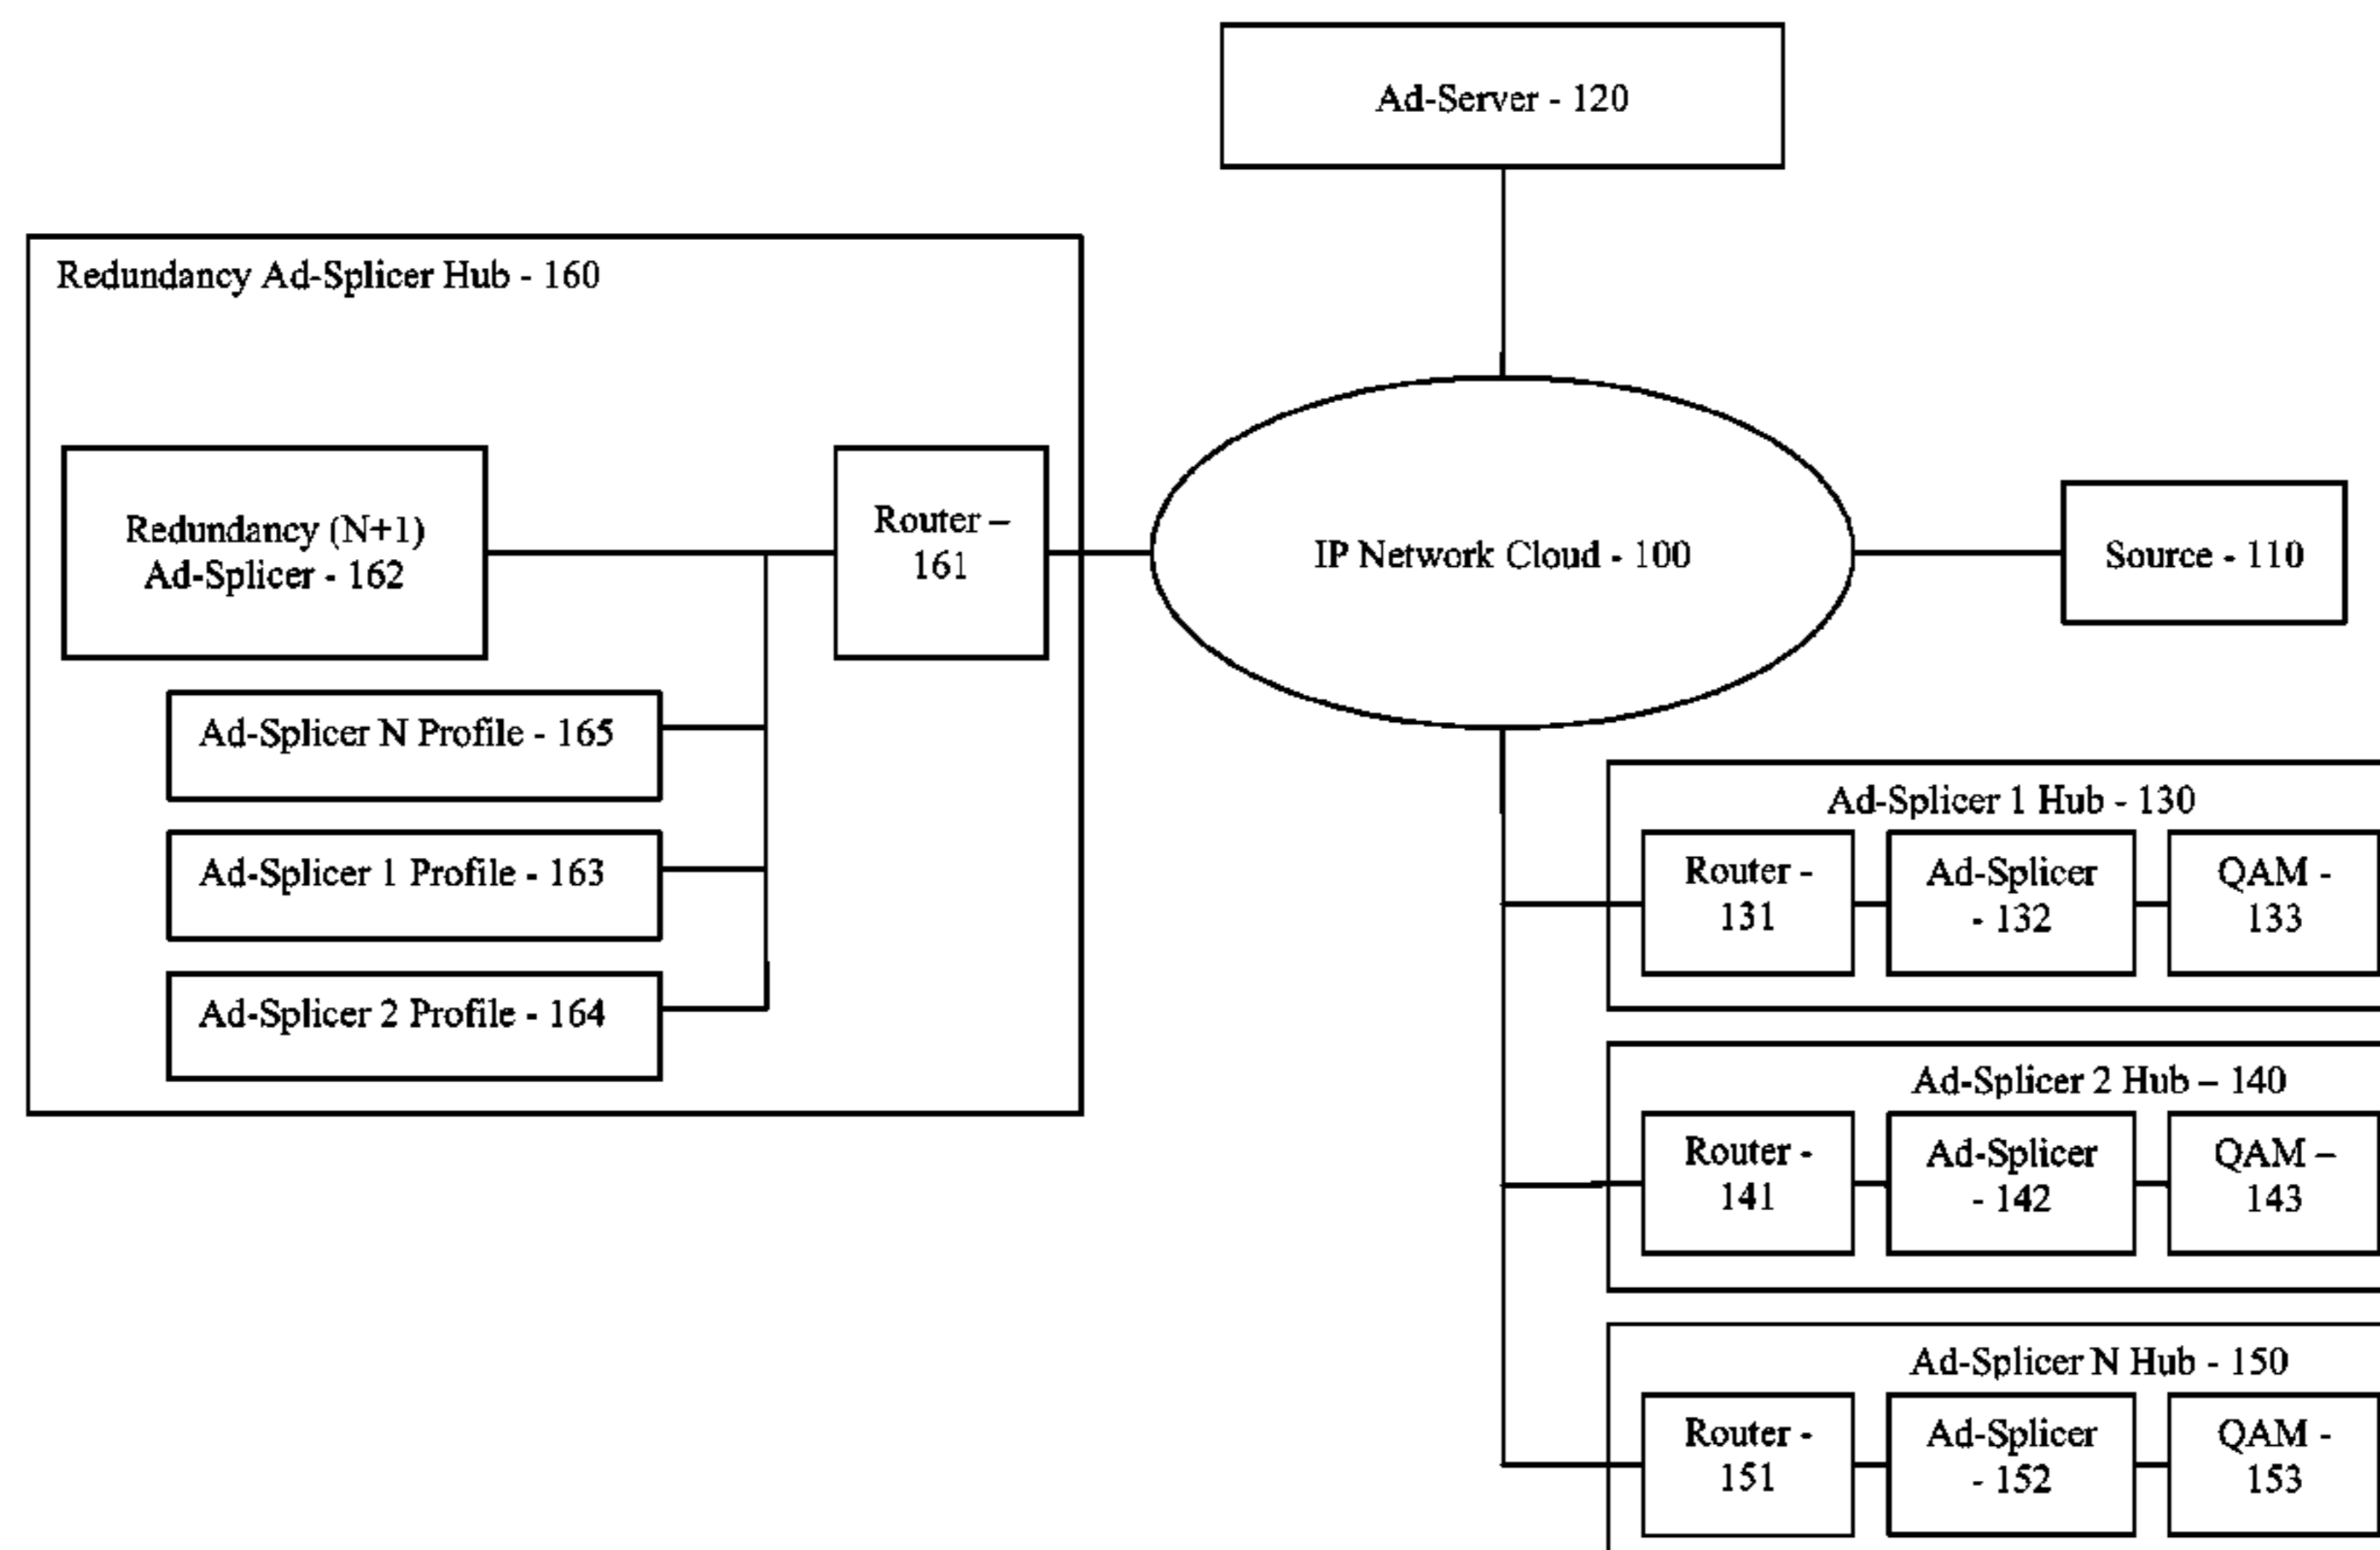 Ad-Server - 120
Redundancy Ad-Splicer Hub - 160
Redundancy (N+1)
Ad-Splicer - 162
Router –
161
IP Network Cloud - 100
Source - 110
Ad-Splicer N Profile - 165
Ad-Splicer 1 Profile - 163
Ad-Splicer 2 Profile - 164
Ad-Splicer 1 Hub - 130
Router -
131
Ad-Splicer
- 132
QAM -
133
Ad-Splicer 2 Hub – 140
Router -
141
Ad-Splicer
- 142
QAM –
143
Ad-Splicer N Hub - 150
Router -
151
Ad-Splicer
- 152
QAM -
153